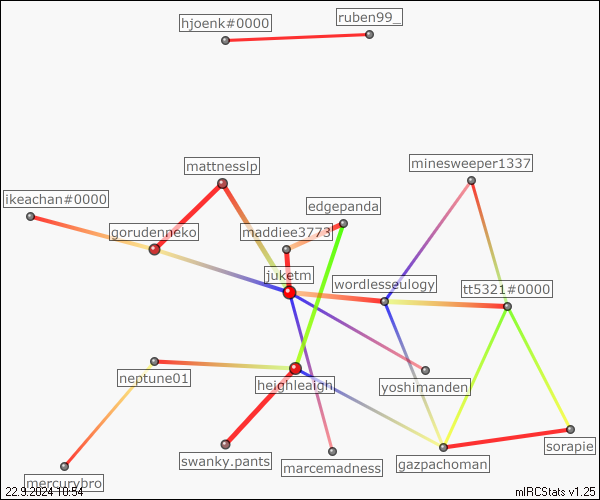 hjoenk#0000
ruben99_
mattnesslp
minesweeper1337
ikeachan#0000
edgepanda
gorudenneko
maddiee3773
juketm
wordlesseulogy
tt5321#0000
neptune01
heighleaigh
yoshimanden
swanky.pants
marcemadness
gazpachoman
sorapie
mercurybro
22.9.2024 10:54
mIRCStats v1.25